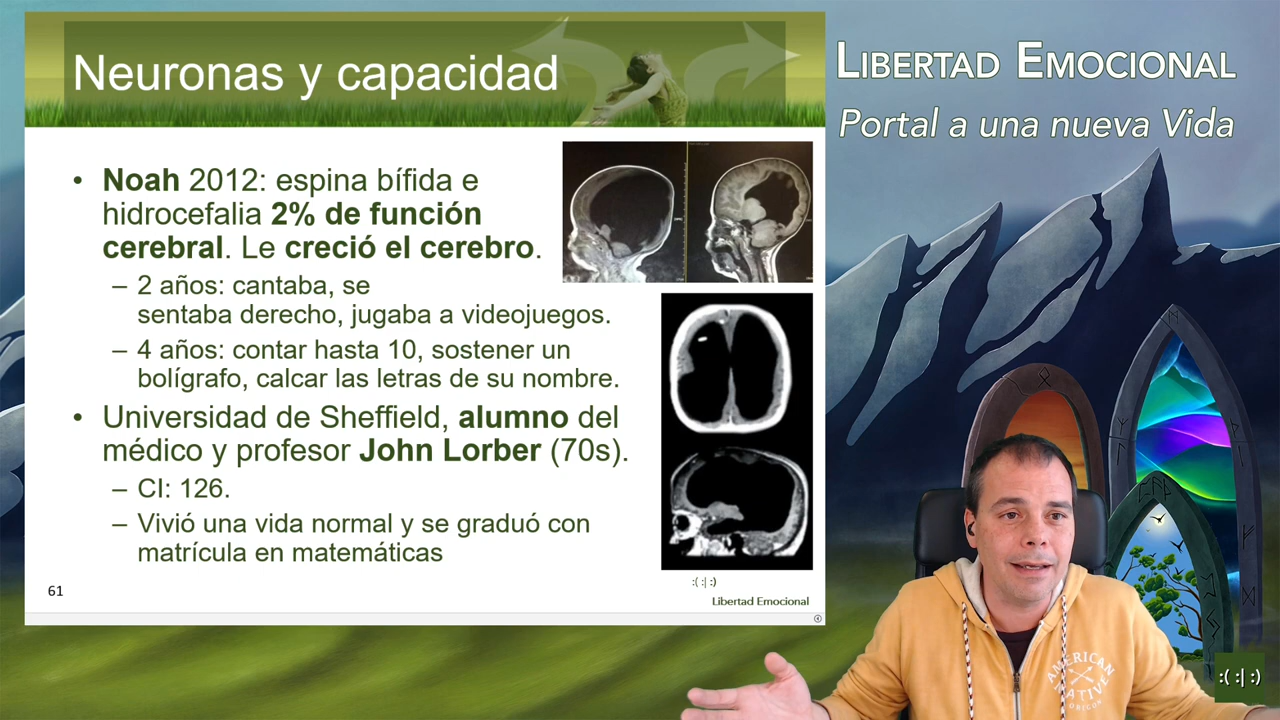 Neuronas y capacidad
LIBERTAD EMOCIONAL
Portal a una nueva Vida
• Noah 2012: espina bífida e
hidrocefalia 2% de función
cerebral. Le creció el cerebro.
– 2 años: cantaba, se
sentaba derecho, jugaba a videojuegos.
– 4 años: contar hasta 10, sostener un
bolígrafo, calcar las letras de su nombre.
• Universidad de Sheffield, alumno del
médico y profesor John Lorber (70s).
– CI: 126.
– Vivió una vida normal y se graduó con
matrícula en matemáticas
61
:( :| :)
Libertad Emocional
AMERICAN
NATIVE
:( :| :)